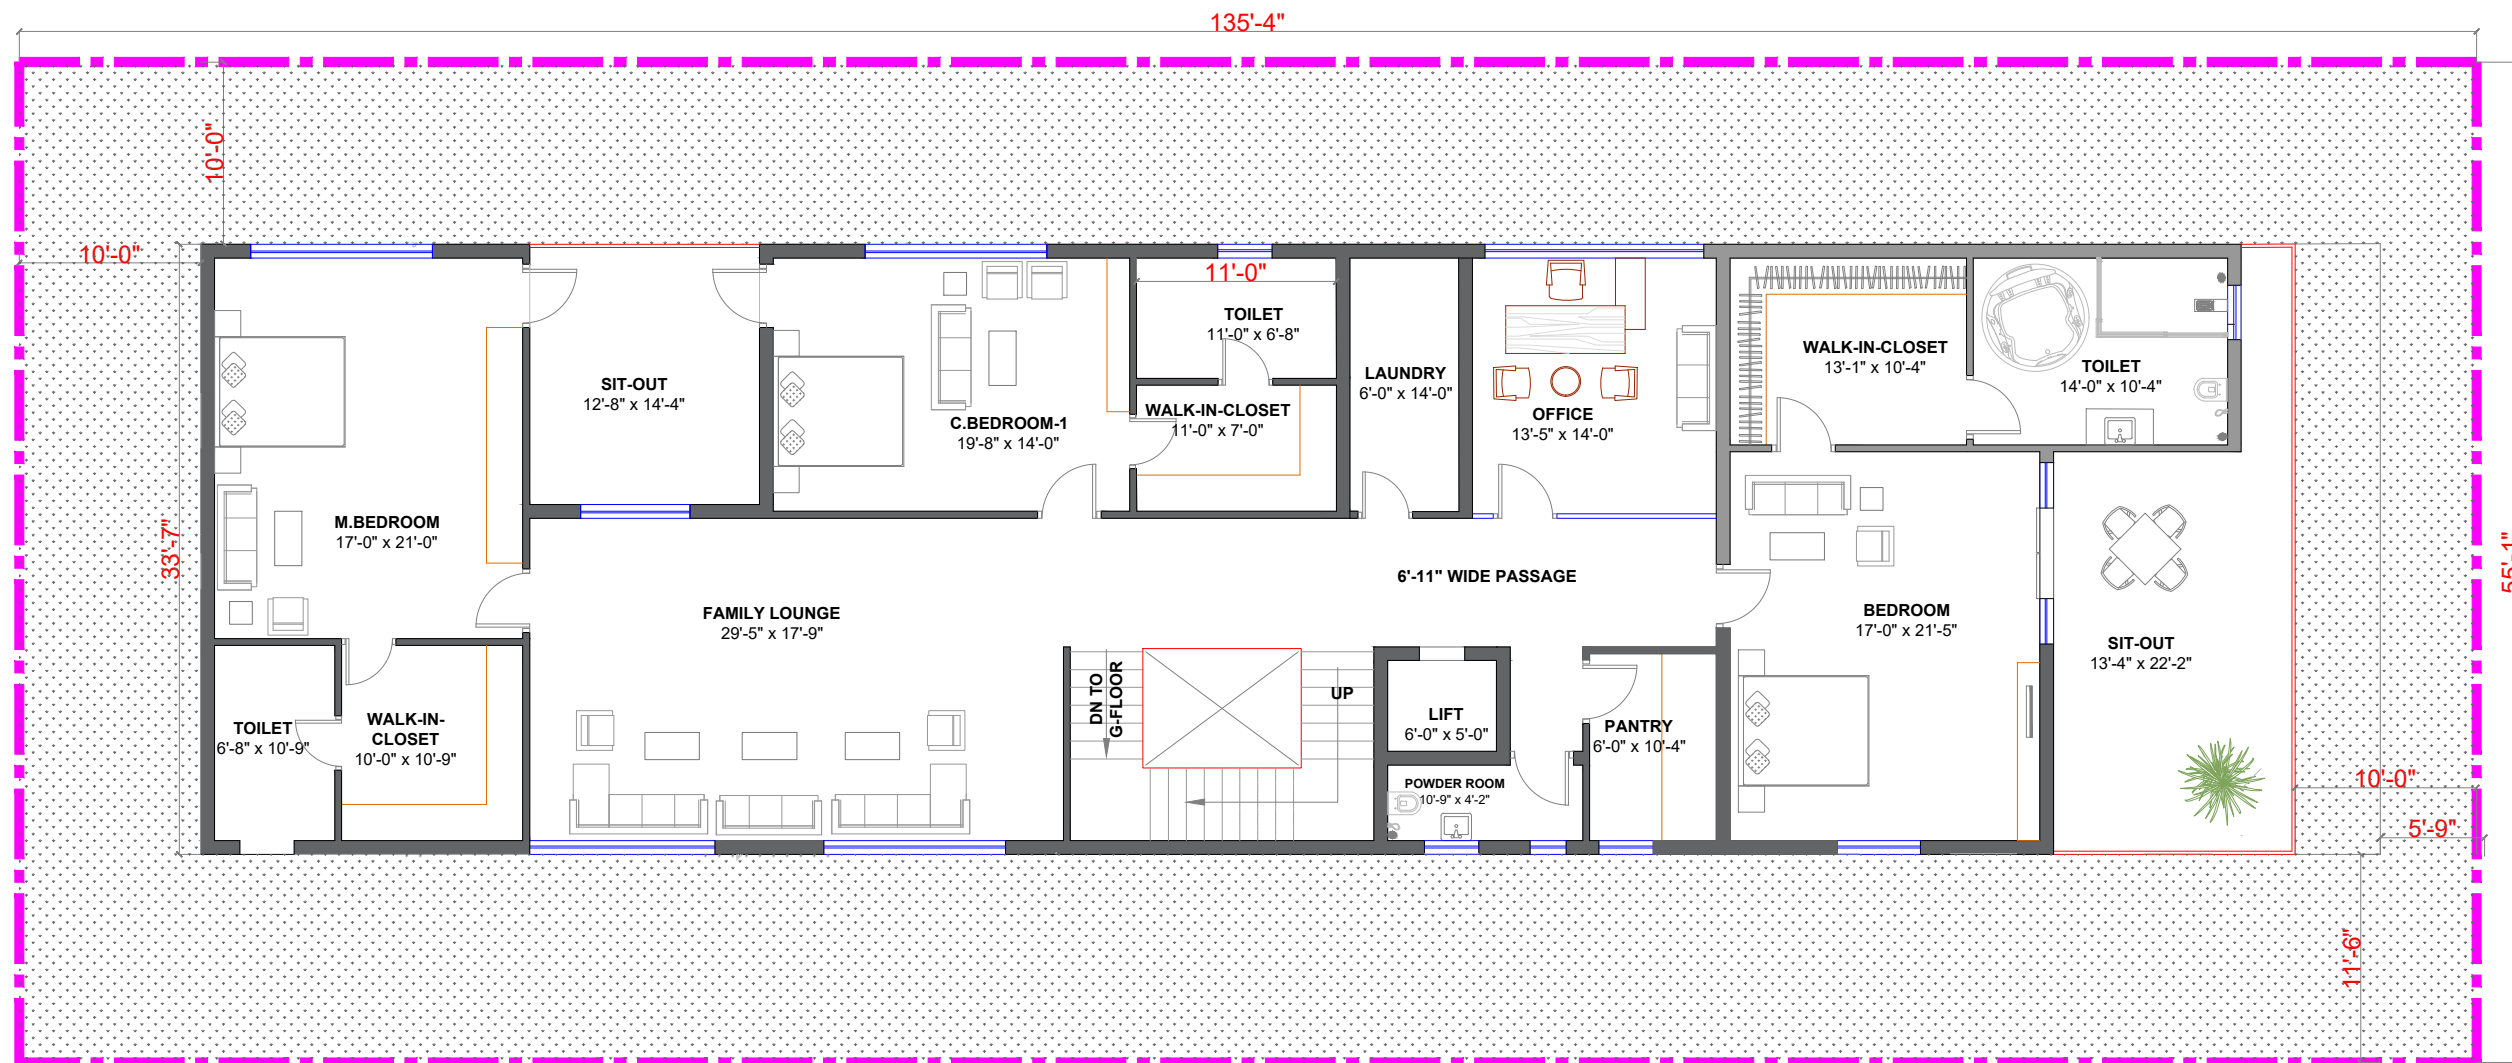 135'-4"
10'-0"
10'-0"
33'-7"
55'-1"
M.BEDROOM
17'-0" x 21'-0"
SIT-OUT
12'-8" x 14'-4"
C.BEDROOM-1
19'-8" x 14'-0"
11'-0"
TOILET
11'-0" x 6'-8"
WALK-IN-CLOSET
11'-0" x 7'-0"
LAUNDRY
6'-0" x 14'-0"
OFFICE
13'-5" x 14'-0"
WALK-IN-CLOSET
13'-1" x 10'-4"
TOILET
14'-0" x 10'-4"
6'-11" WIDE PASSAGE
FAMILY LOUNGE
29'-5" x 17'-9"
BEDROOM
17'-0" x 21'-5"
SIT-OUT
13'-4" x 22'-2"
TOILET
6'-8" x 10'-9"
WALK-IN-
CLOSET
10'-0" x 10'-9"
DN TO
G-FLOOR
UP
LIFT
6'-0" x 5'-0"
PANTRY
6'-0" x 10'-4"
POWDER ROOM
10'-9" x 4'-2"
10'-0"
5'-9"
11'-6"